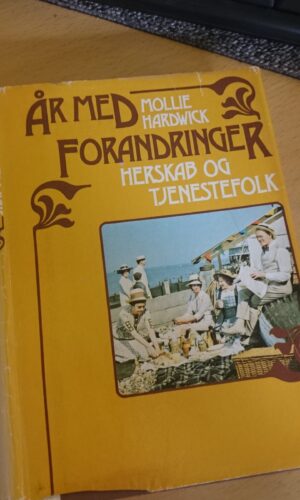 ÅR MED
MOLLIE
HARDWICK
FORANDRINGER
HERSKAB OG
TJENESTEFOLK